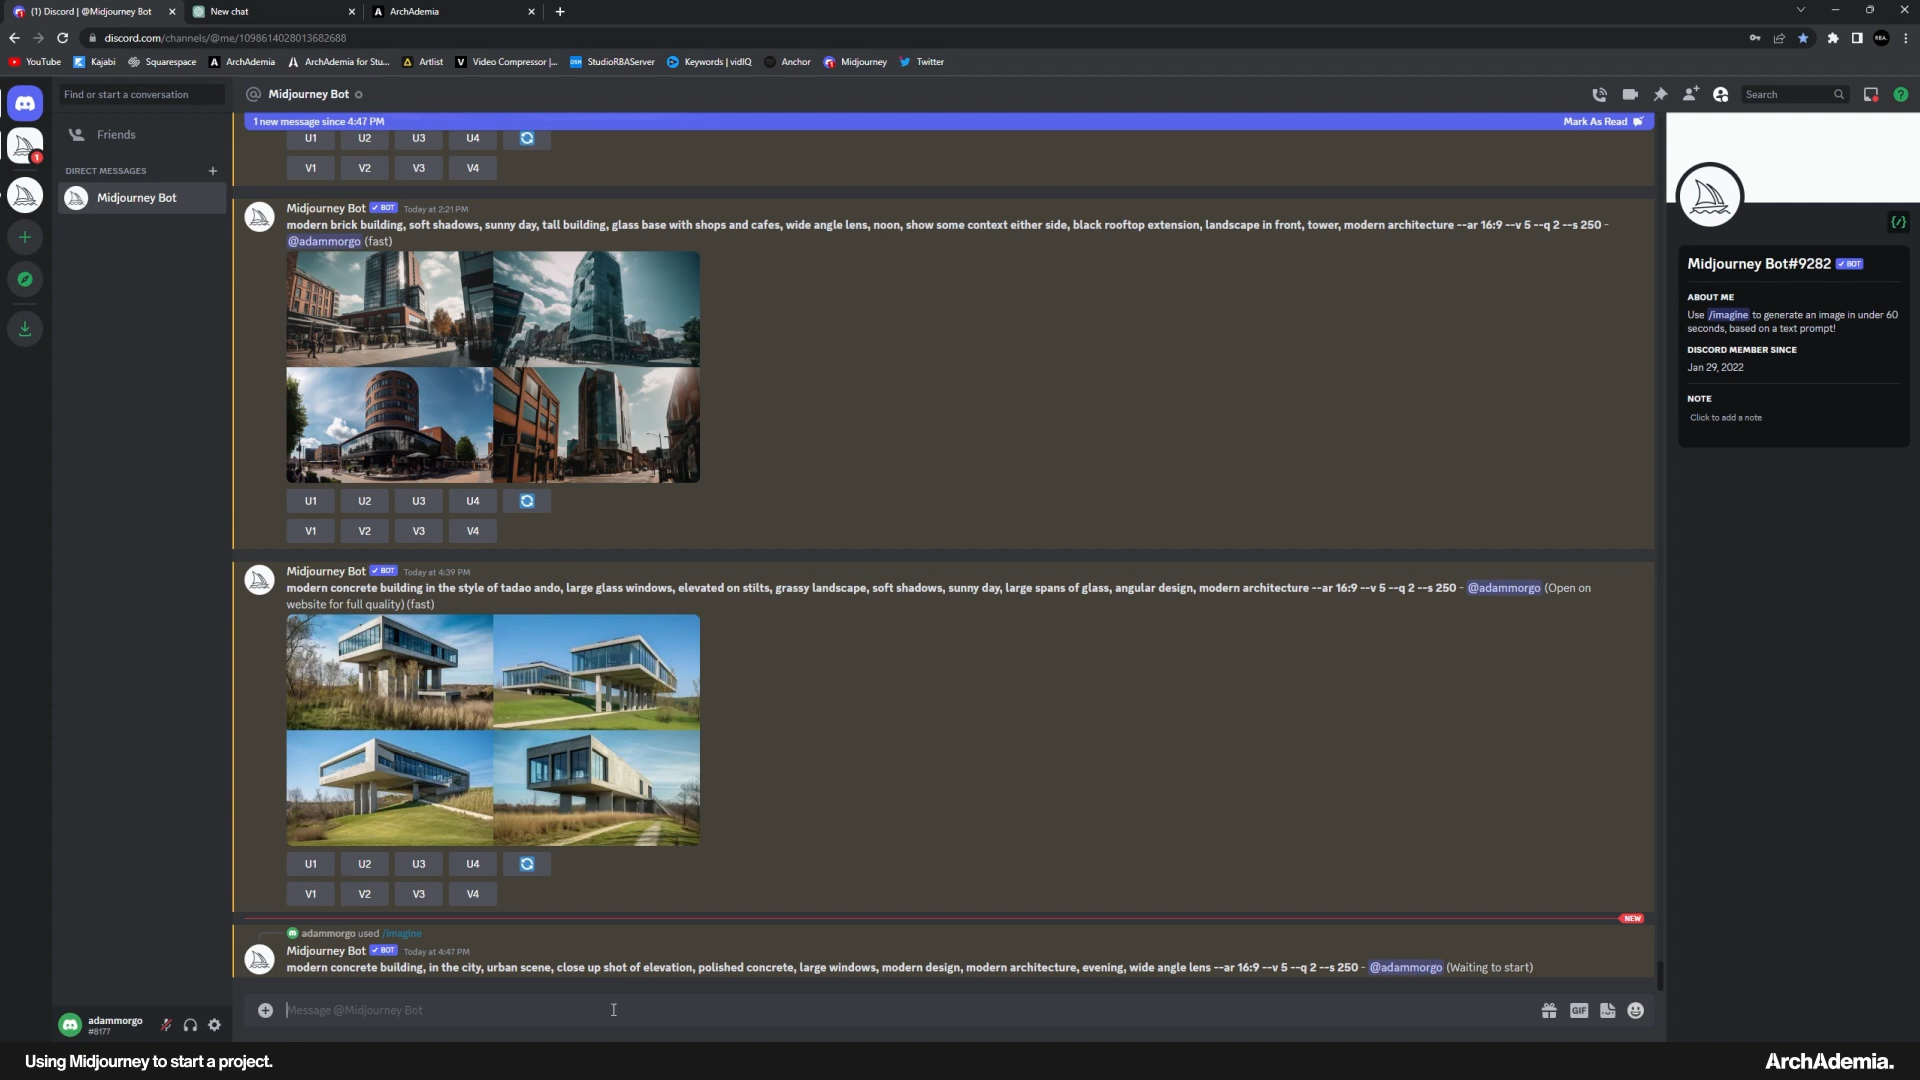 (1) Discord | @Midjourney Bot
New chat
ArchAdemia
discord.com/channels/@me/1098614028013682688
YouTube
Kajabi
Squarespace
ArchAdemia
ArchAdemia for Stu...
Artlist
Video Compressor |...
StudioRBAServer
Keywords | vidIQ
Anchor
Midjourney
Twitter
Find or start a conversation
Midjourney Bot
Search
1 new message since 4:47 PM
Mark As Read
Friends
1
DIRECT MESSAGES
Midjourney Bot
U1 U2 U3 U4
V1 V2 V3 V4
Midjourney Bot BOT Today at 2:21 PM
modern brick building, soft shadows, sunny day, tall building, glass base with shops and cafes, wide angle lens, noon, show some context either side, black rooftop extension, landscape in front, tower, modern architecture --ar 16:9 --v 5 --q 2 --s 250 -
@adammorgo (fast)
U1 U2 U3 U4
V1 V2 V3 V4
Midjourney Bot BOT Today at 4:39 PM
modern concrete building in the style of tadao ando, large glass windows, elevated on stilts, grassy landscape, soft shadows, sunny day, large spans of glass, angular design, modern architecture --ar 16:9 --v 5 --q 2 --s 250 - @adammorgo (Open on
website for full quality) (fast)
U1 U2 U3 U4
V1 V2 V3 V4
NEW
adammorgo used /imagine
Midjourney Bot BOT Today at 4:47 PM
modern concrete building, in the city, urban scene, close up shot of elevation, polished concrete, large windows, modern design, modern architecture, evening, wide angle lens --ar 16:9 --v 5 --q 2 --s 250 - @adammorgo (Waiting to start)
Message @Midjourney Bot
GIF
adammorgo
#8177
Midjourney Bot#9282 BOT
ABOUT ME
Use /imagine to generate an image in under 60
seconds, based on a text prompt!
DISCORD MEMBER SINCE
Jan 29, 2022
NOTE
Click to add a note
Using Midjourney to start a project.
ArchAdemia.